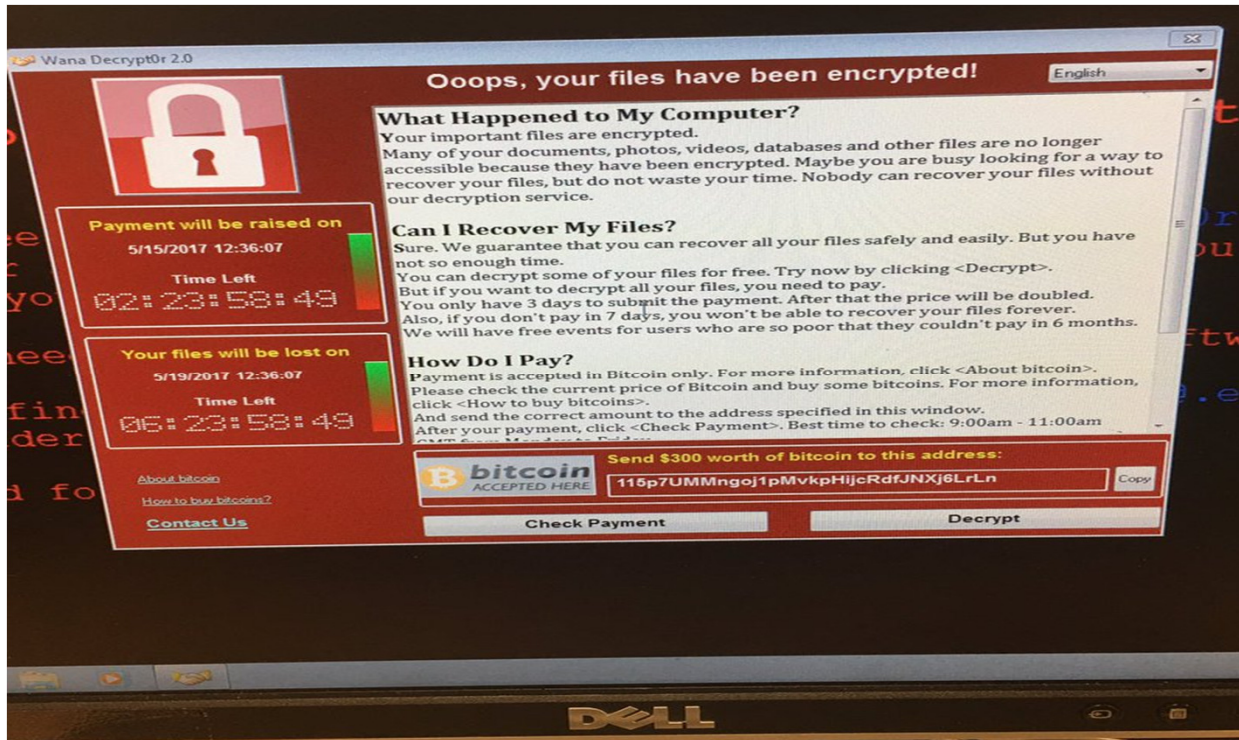 Wana Decrypt0r 2.0
Ooops, your files have been encrypted!
English
Payment will be raised on
5/15/2017 12:36:07
Time Left
02:23:58:49
Your files will be lost on
5/19/2017 12:36:07
Time Left
06:23:58:49
About bitcoin
How to buy bitcoins?
Contact Us
What Happened to My Computer?
Your important files are encrypted.
Many of your documents, photos, videos, databases and other files are no longer
accessible because they have been encrypted. Maybe you are busy looking for a way to
recover your files, but do not waste your time. Nobody can recover your files without
our decryption service.
Can I Recover My Files?
Sure. We guarantee that you can recover all your files safely and easily. But you have
not so enough time.
You can decrypt some of your files for free. Try now by clicking <Decrypt>.
But if you want to decrypt all your files, you need to pay.
You only have 3 days to submit the payment. After that the price will be doubled.
Also, if you don't pay in 7 days, you won't be able to recover your files forever.
We will have free events for users who are so poor that they couldn't pay in 6 months.
How Do I Pay?
Payment is accepted in Bitcoin only. For more information, click <About bitcoin>.
Please check the current price of Bitcoin and buy some bitcoins. For more information,
click <How to buy bitcoins>.
And send the correct amount to the address specified in this window.
After your payment, click <Check Payment>. Best time to check: 9:00am - 11:00am
bitcoin
ACCEPTED HERE
Send $300 worth of bitcoin to this address:
115p7UMMngoj1pMvkpHijcRdfJNXj6LrLn
Copy
Check Payment
Decrypt
DELL